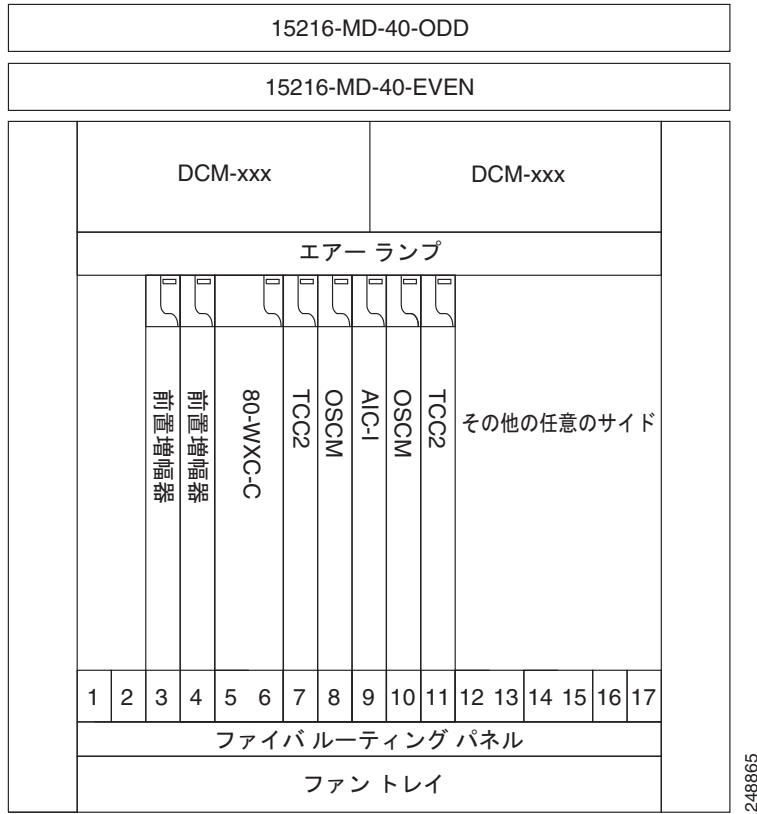 15216-MD-40-ODD
15216-MD-40-EVEN
DCM-xxx DCM-xxx
エアー ランプ
前置増幅器
前置増幅器
80-WXC-C
TCC2
OSCM
AIC-I
OSCM
TCC2
その他の任意のサイド
1 2 3 4 5 6 7 8 9 10 11 12 13 14 15 16 17
ファイバ ルーティング パネル
ファン トレイ
248865